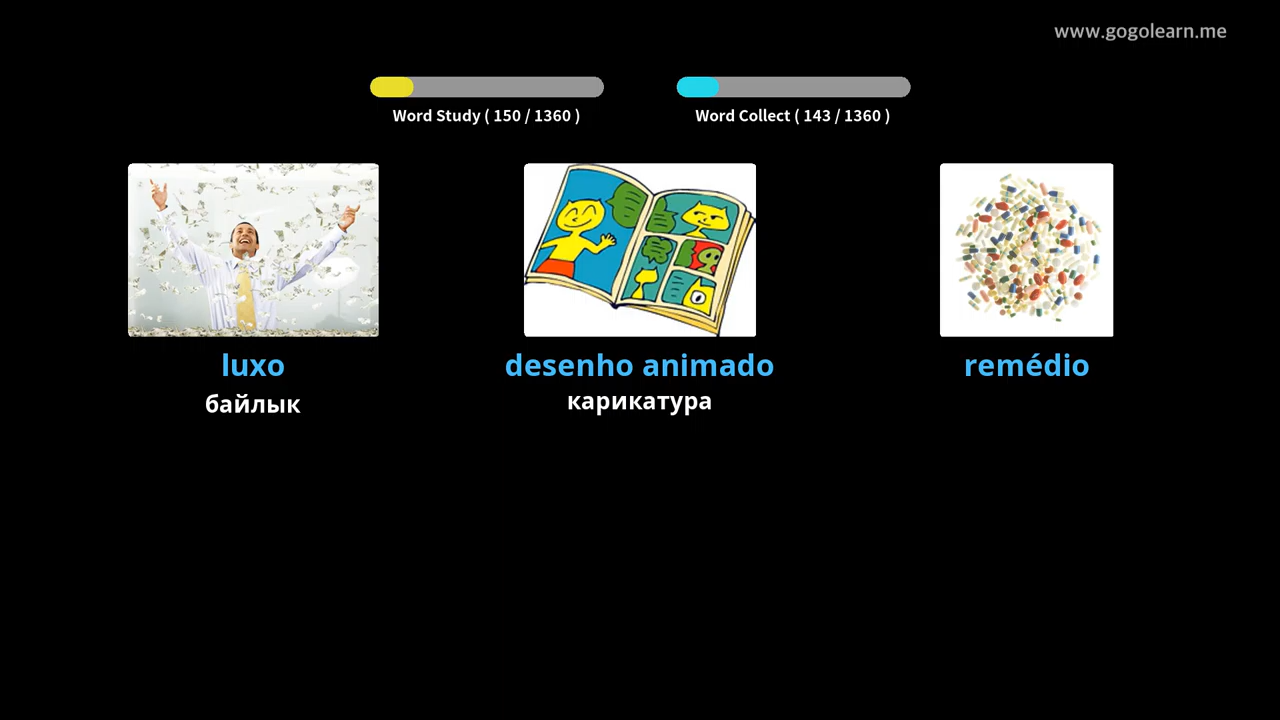 www.gogolearn.me
Word Study ( 150 / 1360 )
Word Collect ( 143 / 1360 )
luxo
desenho animado
remédio
байлык
карикатура